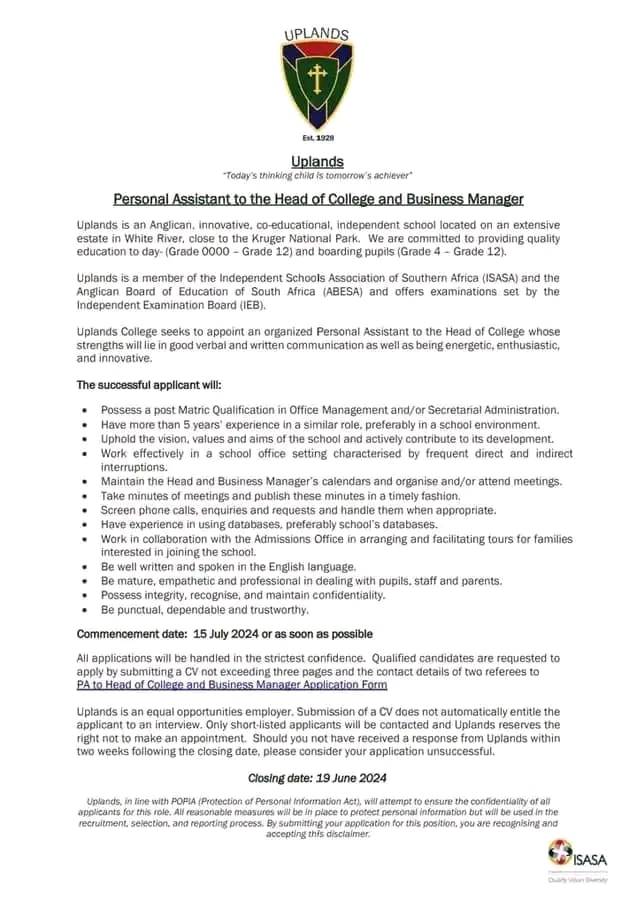 UPLANDS
Est. 1928
Uplands
"Today's thinking child is tomorrow's achiever"
Personal Assistant to the Head of College and Business Manager
Uplands is an Anglican, innovative, co-educational, independent school located on an extensive
estate in White River, close to the Kruger National Park. We are committed to providing quality
education to day- (Grade 0000 – Grade 12) and boarding pupils (Grade 4 – Grade 12).
Uplands is a member of the Independent Schools Association of Southern Africa (ISASA) and the
Anglican Board of Education of South Africa (ABESA) and offers examinations set by the
Independent Examination Board (IEB).
Uplands College seeks to appoint an organized Personal Assistant to the Head of College whose
strengths will lie in good verbal and written communication as well as being energetic, enthusiastic,
and innovative.
The successful applicant will:
• Possess a post Matric Qualification in Office Management and/or Secretarial Administration.
• Have more than 5 years' experience in a similar role, preferably in a school environment.
• Uphold the vision, values and aims of the school and actively contribute to its development.
• Work effectively in a school office setting characterised by frequent direct and indirect
interruptions.
• Maintain the Head and Business Manager's calendars and organise and/or attend meetings.
• Take minutes of meetings and publish these minutes in a timely fashion.
• Screen phone calls, enquiries and requests and handle them when appropriate.
• Have experience in using databases, preferably school's databases.
• Work in collaboration with the Admissions Office in arranging and facilitating tours for families
interested in joining the school.
• Be well written and spoken in the English language.
• Be mature, empathetic and professional in dealing with pupils, staff and parents.
• Possess integrity, recognise, and maintain confidentiality.
• Be punctual, dependable and trustworthy.
Commencement date: 15 July 2024 or as soon as possible
All applications will be handled in the strictest confidence. Qualified candidates are requested to
apply by submitting a CV not exceeding three pages and the contact details of two referees to
PA to Head of College and Business Manager Application Form
Uplands is an equal opportunities employer. Submission of a CV does not automatically entitle the
applicant to an interview. Only short-listed applicants will be contacted and Uplands reserves the
right not to make an appointment. Should you not have received a response from Uplands within
two weeks following the closing date, please consider your application unsuccessful.
Closing date: 19 June 2024
Uplands, in line with POPIA (Protection of Personal Information Act), will attempt to ensure the confidentiality of all
applicants for this role. All reasonable measures will be in place to protect personal information but will be used in the
recruitment, selection, and reporting process. By submitting your application for this position, you are recognising and
accepting this disclaimer.
ISASA
Quality Values Diversity